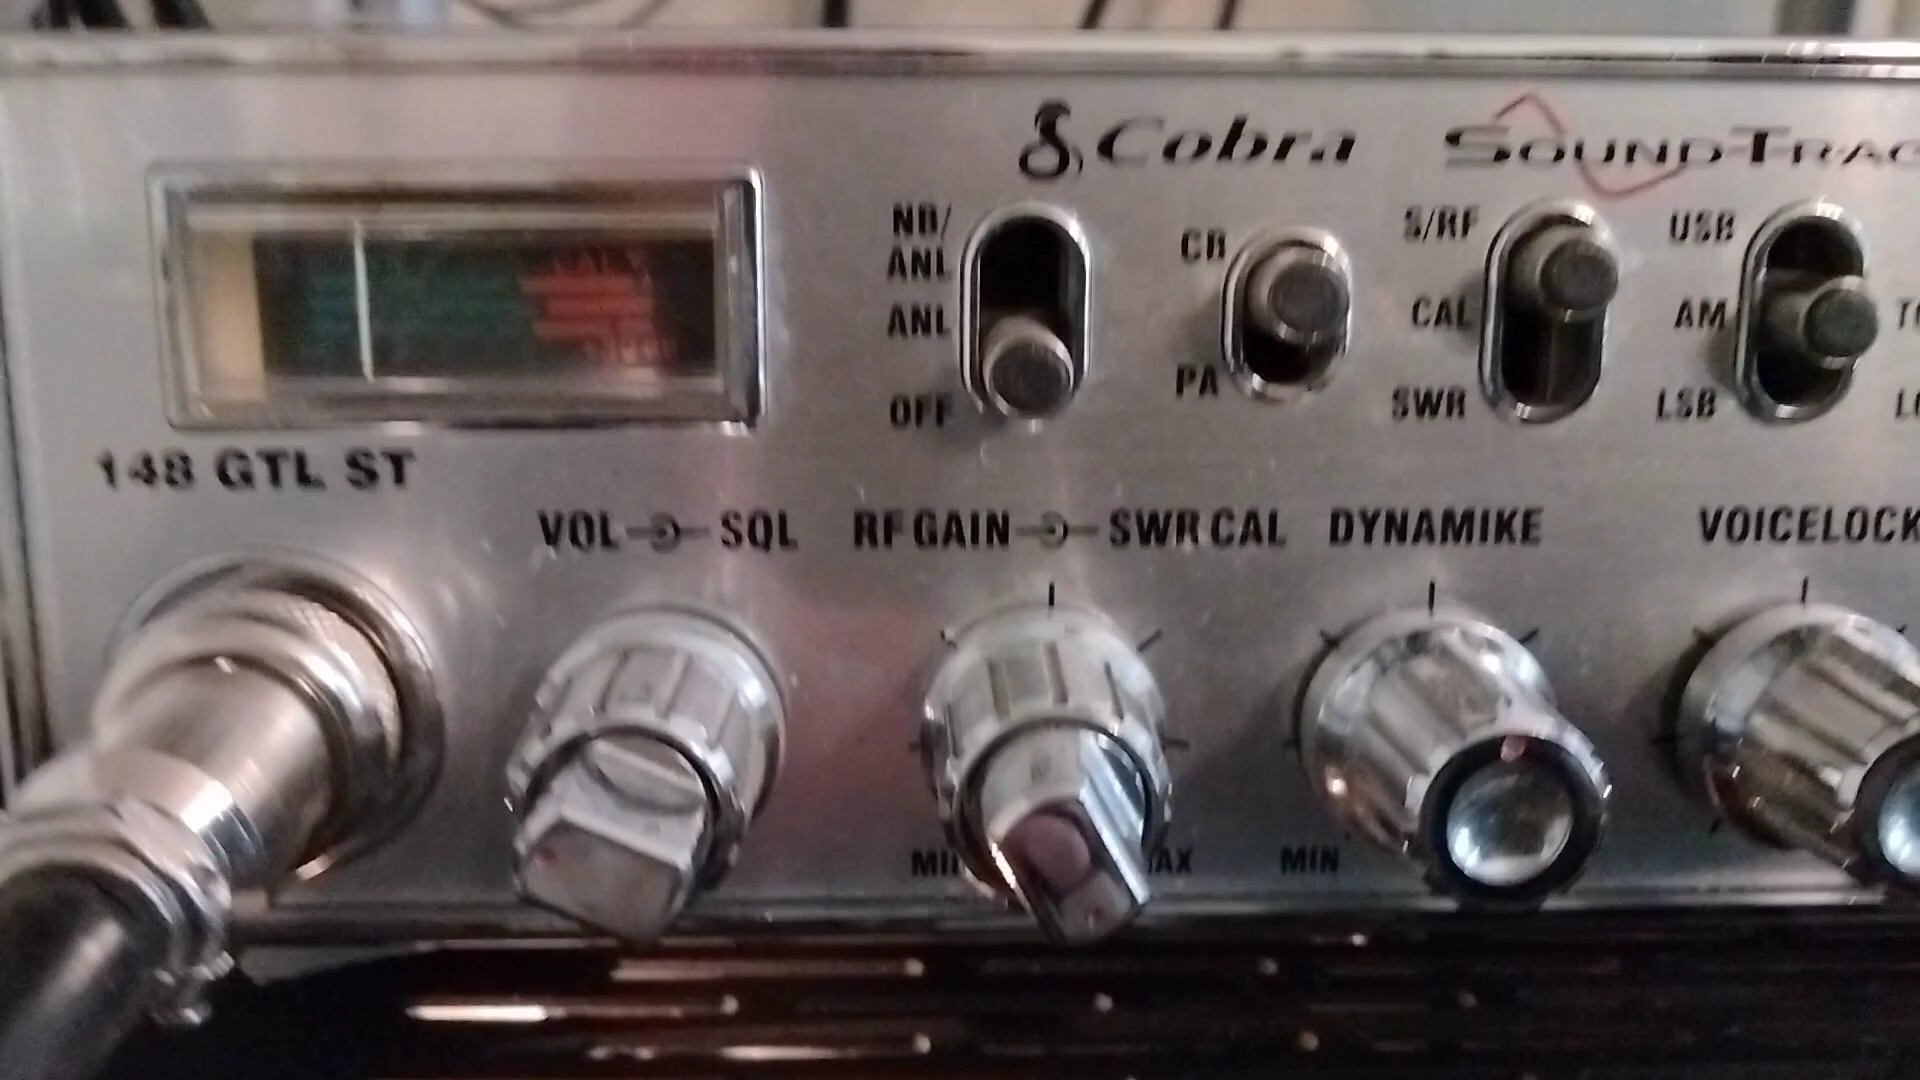 Cobra SOUNDTRAC
NB/
ANL
ANL
OFF
CB
PA
S/RF
CAL
SWR
USB
AM
LSB
148 GTL ST
VOL SQL RF GAIN SWR CAL DYNAMIKE VOICELOCK
MIN